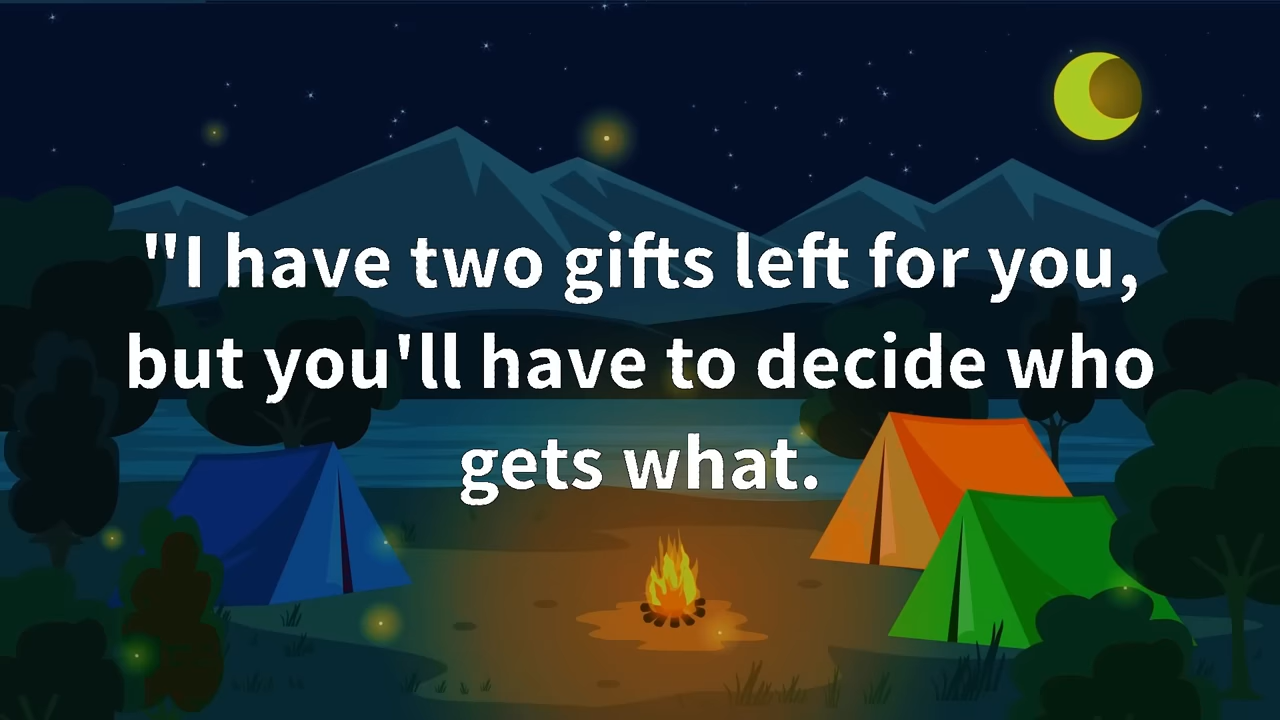 "I have two gifts left for you,
but you'll have to decide who
gets what.